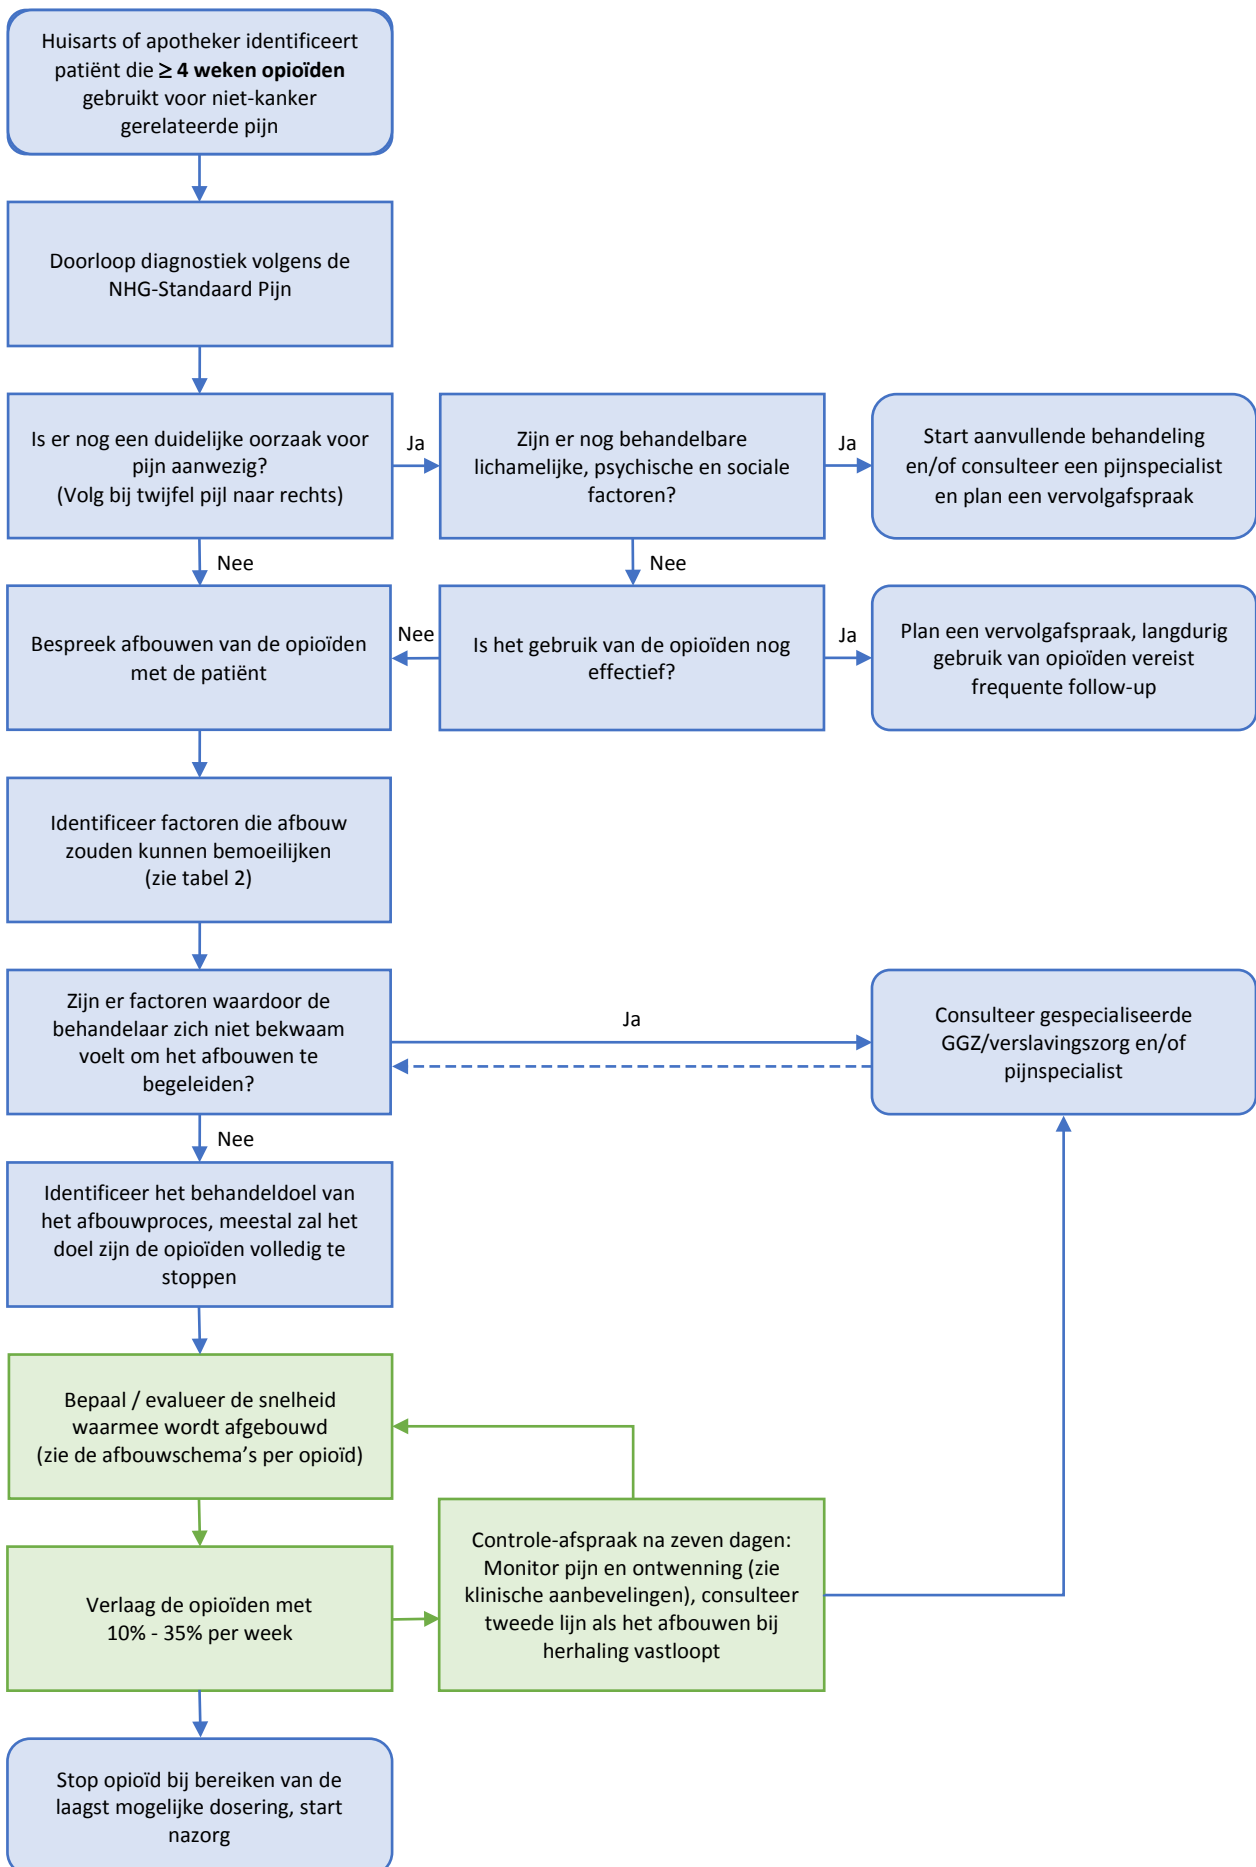 Huisarts of apotheker identificeert
patiënt die ≥ 4 weken opioïden
gebruikt voor niet-kanker
gerelateerde pijn
Doorloop diagnostiek volgens de
NHG-Standaard Pijn
Is er nog een duidelijke oorzaak voor
pijn aanwezig?
(Volg bij twijfel pijl naar rechts)
Ja
Zijn er nog behandelbare
lichamelijke, psychische en sociale
factoren?
Ja
Start aanvullende behandeling
en/of consulteer een pijnspecialist
en plan een vervolgafspraak
Nee
Nee
Bespreek afbouwen van de opioïden
met de patiënt
Nee
Is het gebruik van de opioïden nog
effectief?
Ja
Plan een vervolgafspraak, langdurig
gebruik van opioïden vereist
frequente follow-up
Identificeer factoren die afbouw
zouden kunnen bemoeilijken
(zie tabel 2)
Zijn er factoren waardoor de
behandelaar zich niet bekwaam
voelt om het afbouwen te
begeleiden?
Ja
Consulteer gespecialiseerde
GGZ/verslavingszorg en/of
pijnspecialist
Nee
Identificeer het behandeldoel van
het afbouwproces, meestal zal het
doel zijn de opioïden volledig te
stoppen
Bepaal / evalueer de snelheid
waarmee wordt afgebouwd
(zie de afbouwschema’s per opioïd)
Controle-afspraak na zeven dagen:
Monitor pijn en ontwenning (zie
klinische aanbevelingen), consulteer
tweede lijn als het afbouwen bij
herhaling vastloopt
Verlaag de opioïden met
10% - 35% per week
Stop opioïd bij bereiken van de
laagst mogelijke dosering, start
nazorg